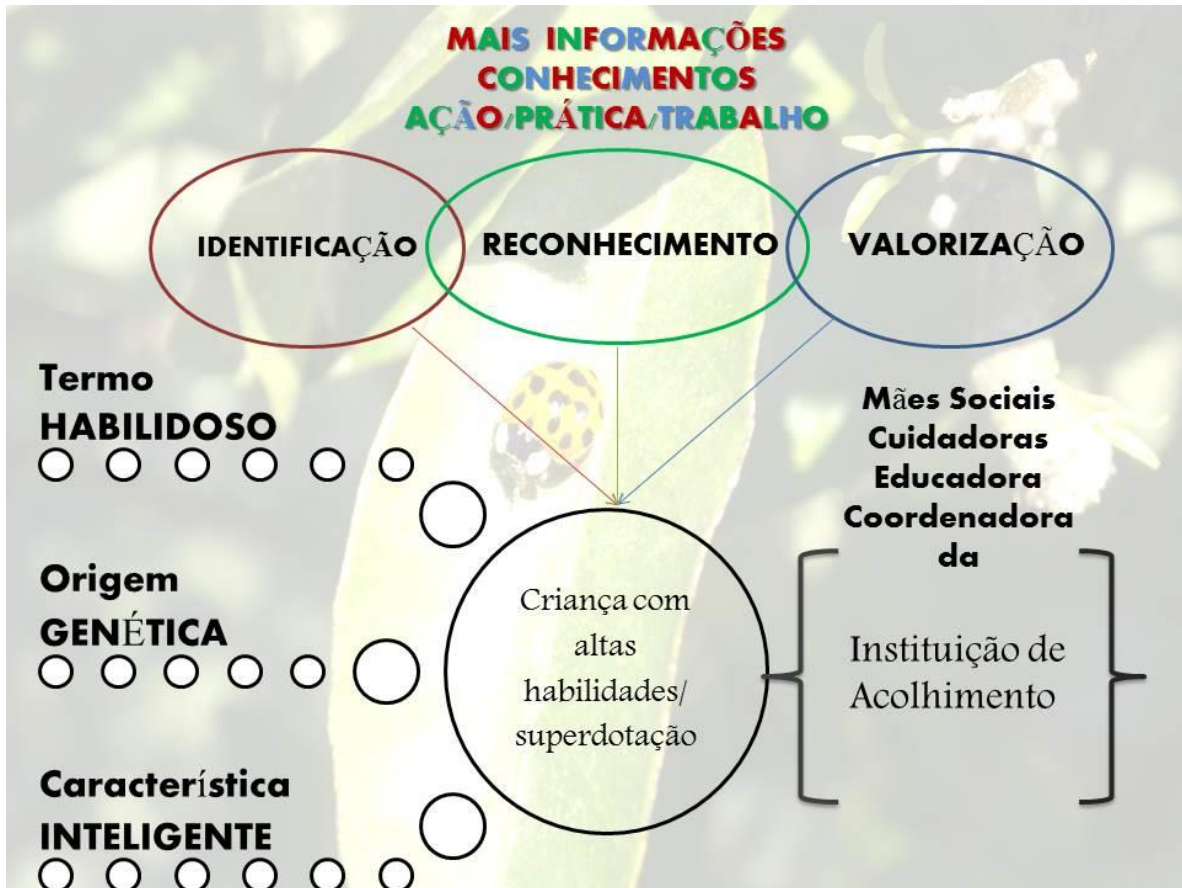 MAIS INFORMAÇÕES
CONHECIMENTOS
AÇÃO/PRÁTICA/TRABALHO
IDENTIFICAÇÃO
RECONHECIMENTO
VALORIZAÇÃO
Termo
HABILIDOSO
Origem
GENÉTICA
Característica
INTELIGENTE
Criança com
altas
habilidades/
superdotação
Mães Sociais
Cuidadoras
Educadora
Coordenadora
da
Instituição de
Acolhimento